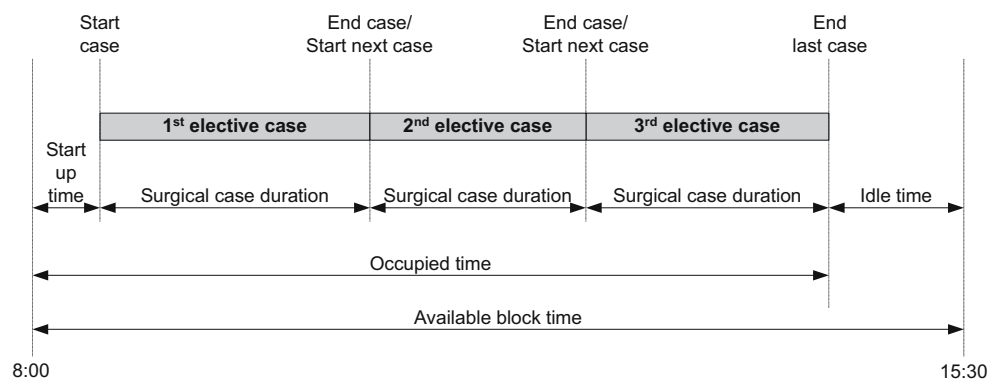 Start
case
End case/
Start next case
End case/
Start next case
End
last case
1st elective case
2nd elective case
3rd elective case
Start
up
time
Surgical case duration
Surgical case duration
Surgical case duration
Idle time
Occupied time
Available block time
8:00
15:30